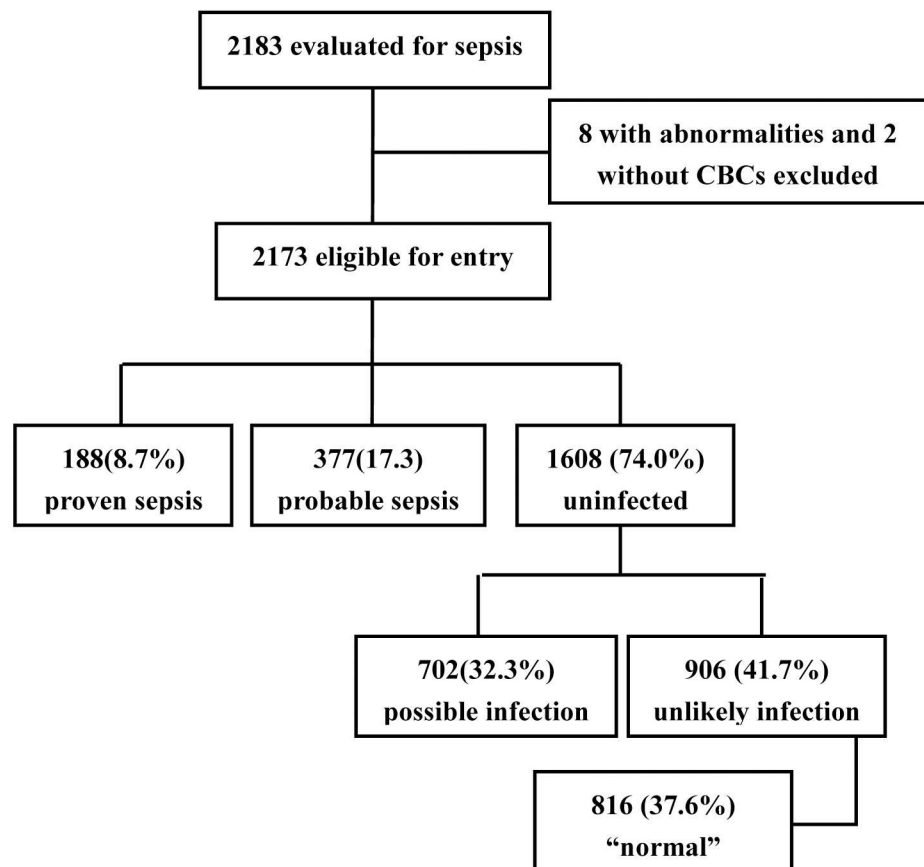 2183 evaluated for sepsis
8 with abnormalities and 2
without CBCs excluded
2173 eligible for entry
188(8.7%)
proven sepsis
377(17.3)
probable sepsis
1608 (74.0%)
uninfected
702(32.3%)
possible infection
906 (41.7%)
unlikely infection
816 (37.6%)
“normal”